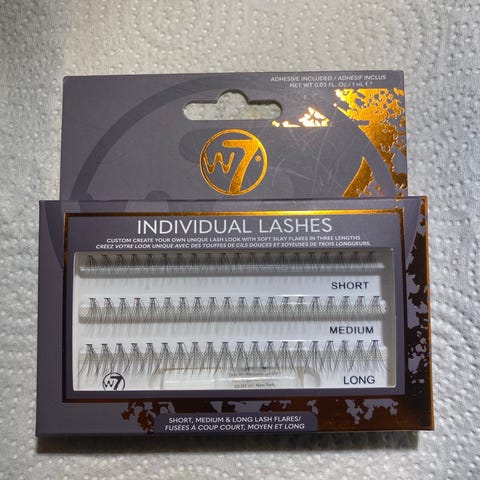 ADHESIVE INCLUDED / ADHÉSIF INCLUS
NET WT 0.03 FL. Oz / 1 mL ℮
W7
INDIVIDUAL LASHES
CUSTOM CREATE YOUR OWN UNIQUE LASH LOOK WITH SOFT SILKY FLARES IN THREE LENGTHS
CRÉEZ VOTRE LOOK UNIQUE AVEC DES TOUFFES DE CILS DOUCES ET SOYEUSES DE TROIS LONGUEURS.
SHORT
MEDIUM
LONG
W7
New York
SHORT, MEDIUM & LONG LASH FLARES/
FUSÉES À COUP COURT, MOYEN ET LONG